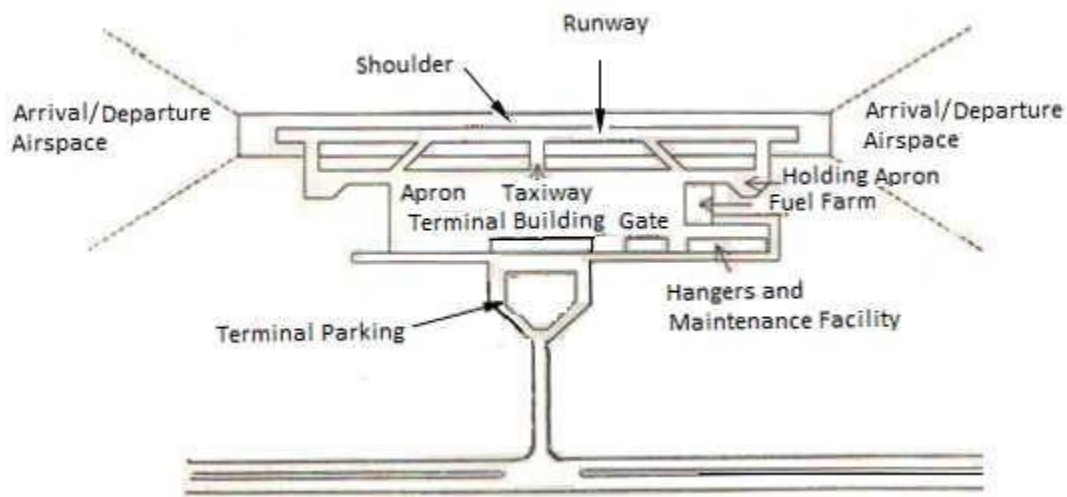 Runway
Shoulder
Arrival/Departure
Airspace
Arrival/Departure
Airspace
Apron
Taxiway
Holding Apron
Fuel Farm
Terminal Building
Gate
Hangers and
Maintenance Facility
Terminal Parking